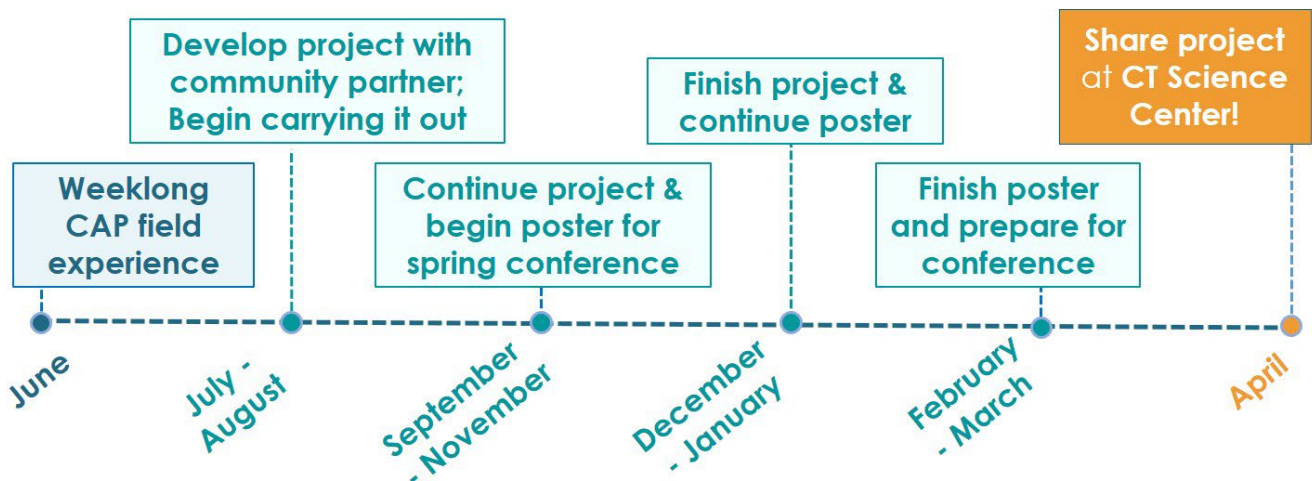 Weeklong
CAP field
experience
Develop project with
community partner;
Begin carrying it out
Continue project &
begin poster for
spring conference
Finish project &
continue poster
Finish poster
and prepare for
conference
Share project
at CT Science
Center!
June
July -
August
September
- November
December
- January
February
- March
April